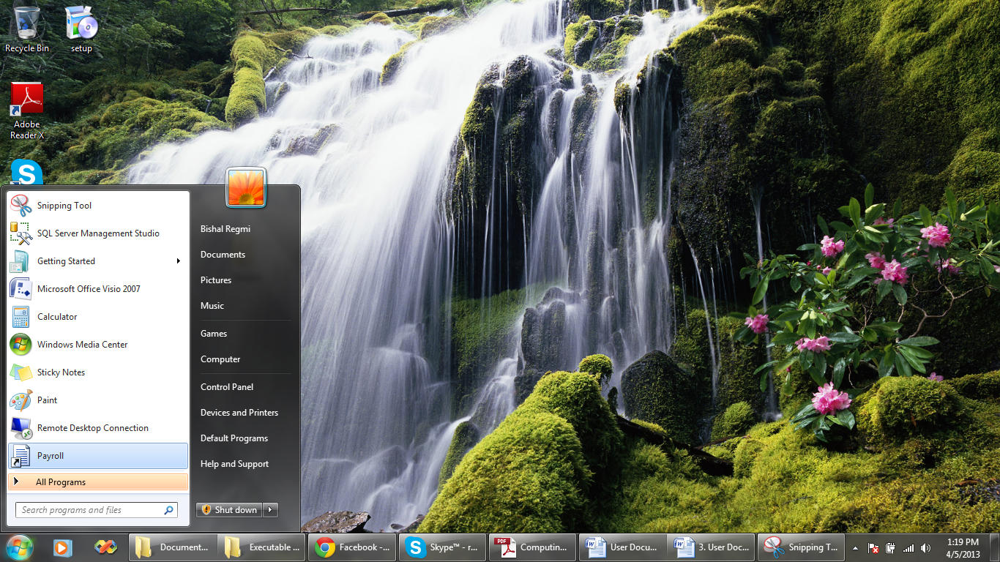 Recycle Bin
setup
Adobe
Reader X
S
Snipping Tool
SQL Server Management Studio
Getting Started
Microsoft Office Visio 2007
Calculator
Windows Media Center
Sticky Notes
Paint
Remote Desktop Connection
Payroll
All Programs
Search programs and files
Bishal Regmi
Documents
Pictures
Music
Games
Computer
Control Panel
Devices and Printers
Default Programs
Help and Support
Shut down
Document...
Executable ...
Facebook -...
S
Skype™ - r...
PDF
Computin...
W
User Docu...
W
3. User Doc...
Snipping T...
1:19 PM
4/5/2013